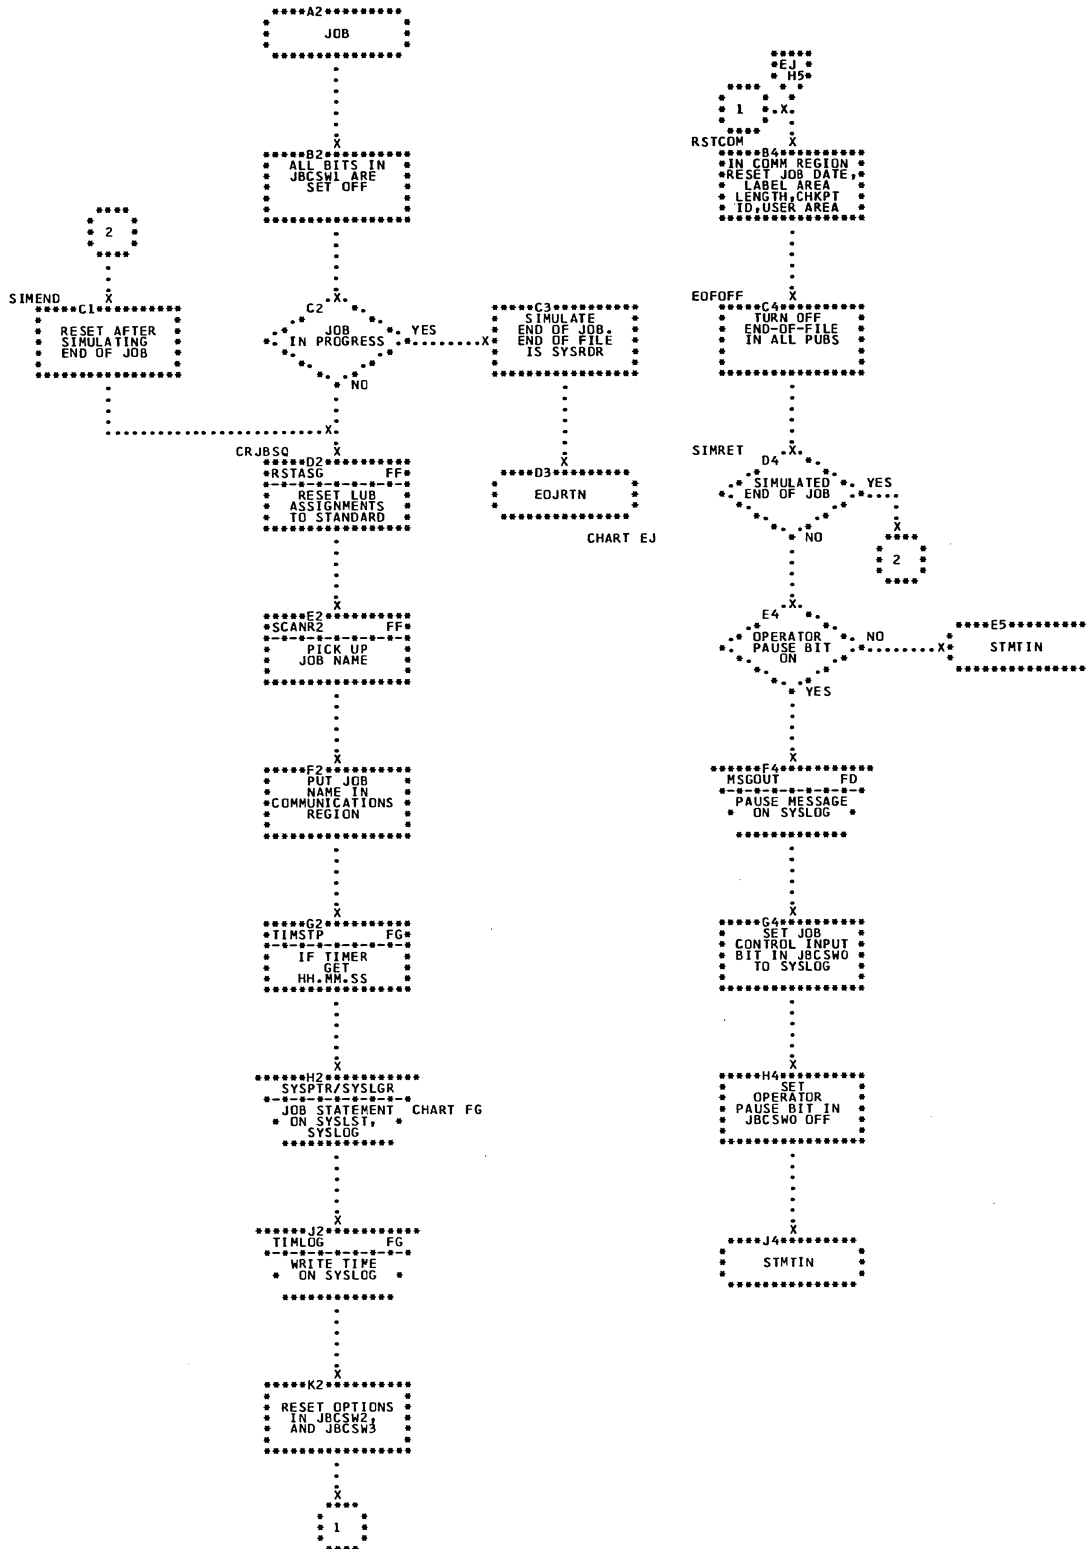 A2
JOB
B2
ALL BITS IN
JBCSW1 ARE
SET OFF
2
SIMEND
C1
RESET AFTER
SIMULATING
END OF JOB
C2
JOB
IN PROGRESS
YES
NO
C3
SIMULATE
END OF JOB.
END OF FILE
IS SYSRDR
D3
EOJRTN
CHART EJ
CRJBSQ
D2
RSTASG FF
RESET LUB
ASSIGNMENTS
TO STANDARD
E2
SCANR2 FF
PICK UP
JOB NAME
F2
PUT JOB
NAME IN
COMMUNICATIONS
REGION
G2
TIMSTP FG
IF TIMER
GET
HH.MM.SS
H2
SYSPTR/SYSLGR
JOB STATEMENT
ON SYSLST,
SYSLOG
CHART FG
J2
TIMLOG FG
WRITE TIME
ON SYSLOG
K2
RESET OPTIONS
IN JBCSW2,
AND JBCSW3
1
EJ
H5
1
RSTCOM
B4
IN COMM REGION
RESET JOB DATE,
LABEL AREA
LENGTH,CHKPT
ID,USER AREA
EOFOFF
C4
TURN OFF
END-OF-FILE
IN ALL PUBS
SIMRET
D4
SIMULATED
END OF JOB
YES
NO
2
E4
OPERATOR
PAUSE BIT
ON
NO
YES
E5
STMTIN
F4
MSGOUT FD
PAUSE MESSAGE
ON SYSLOG
G4
SET JOB
CONTROL INPUT
BIT IN JBCSW0
TO SYSLOG
H4
SET
OPERATOR
PAUSE BIT IN
JBCSW0 OFF
J4
STMTIN